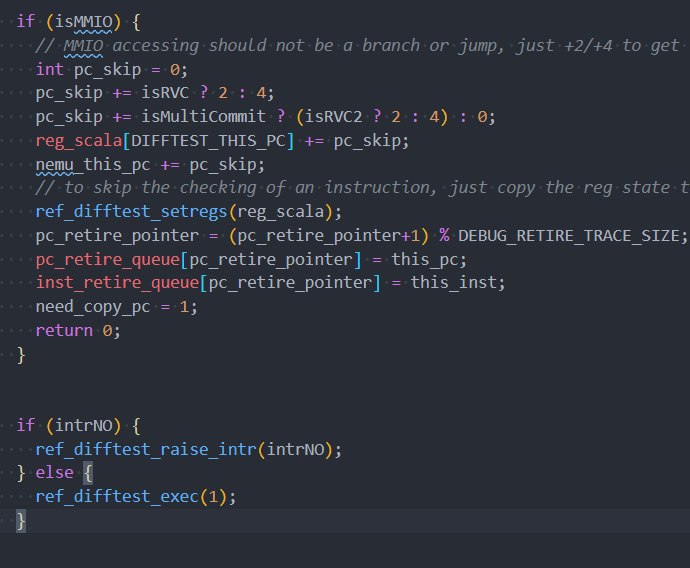 if (isMMIO) {
// MMIO accessing should not be a branch or jump, just +2/+4 to get
int pc_skip = 0;
pc_skip += isRVC ? 2 : 4;
pc_skip += isMultiCommit ? (isRVC2 ? 2 : 4) : 0;
reg_scala[DIFFTEST_THIS_PC] += pc_skip;
nemu_this_pc += pc_skip;
// to skip the checking of an instruction, just copy the reg state t
ref_difftest_setregs(reg_scala);
pc_retire_pointer = (pc_retire_pointer+1) % DEBUG_RETIRE_TRACE_SIZE;
pc_retire_queue[pc_retire_pointer] = this_pc;
inst_retire_queue[pc_retire_pointer] = this_inst;
need_copy_pc = 1;
return 0;
}
if (intrNO) {
ref_difftest_raise_intr(intrNO);
} else {
ref_difftest_exec(1);
}